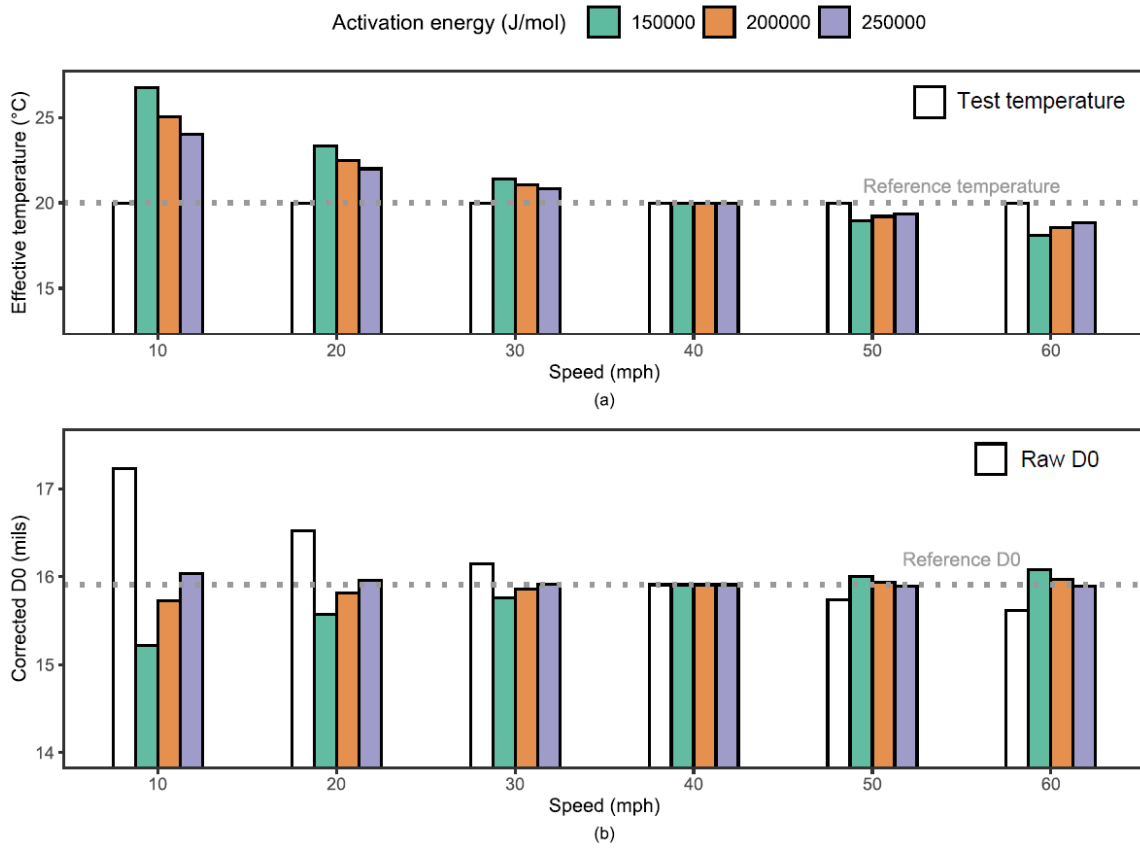 Activation energy (J/mol) 150000 200000 250000
Test temperature
Effective temperature (°C)
25
20
15
Reference temperature
10 20 30 40 50 60
Speed (mph)
(a)
Raw D0
Corrected D0 (mils)
17
16
15
14
Reference D0
10 20 30 40 50 60
Speed (mph)
(b)